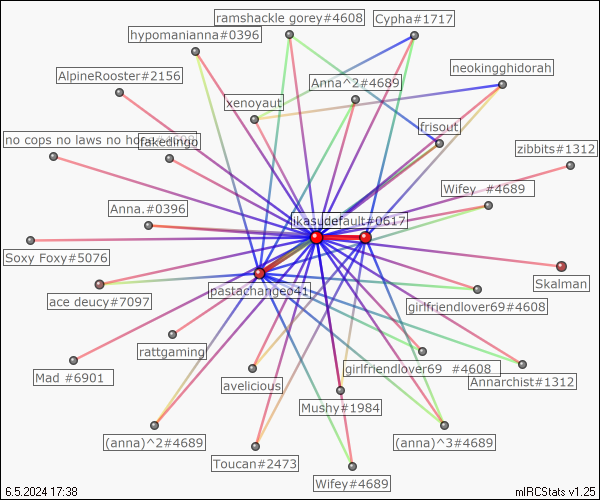 ramshackle gorey#4608
Cypha#1717
hypomanianna#0396
neokingghidorah
AlpineRooster#2156
Anna^2#4689
xenoyaut
frisout
no cops no laws no
fakedingo
zibbits#1312
Wifey #4689
Anna.#0396
ikasudefault#0617
Soxy Foxy#5076
Skalman
pastachangeo41
ace deucy#7097
girlfriendlover69#4608
rattgaming
girlfriendlover69 #4608
Mad #6901
avelicious
Annarchist#1312
Mushy#1984
(anna)^2#4689
(anna)^3#4689
Toucan#2473
Wifey#4689
6.5.2024 17:38
mIRCStats v1.25